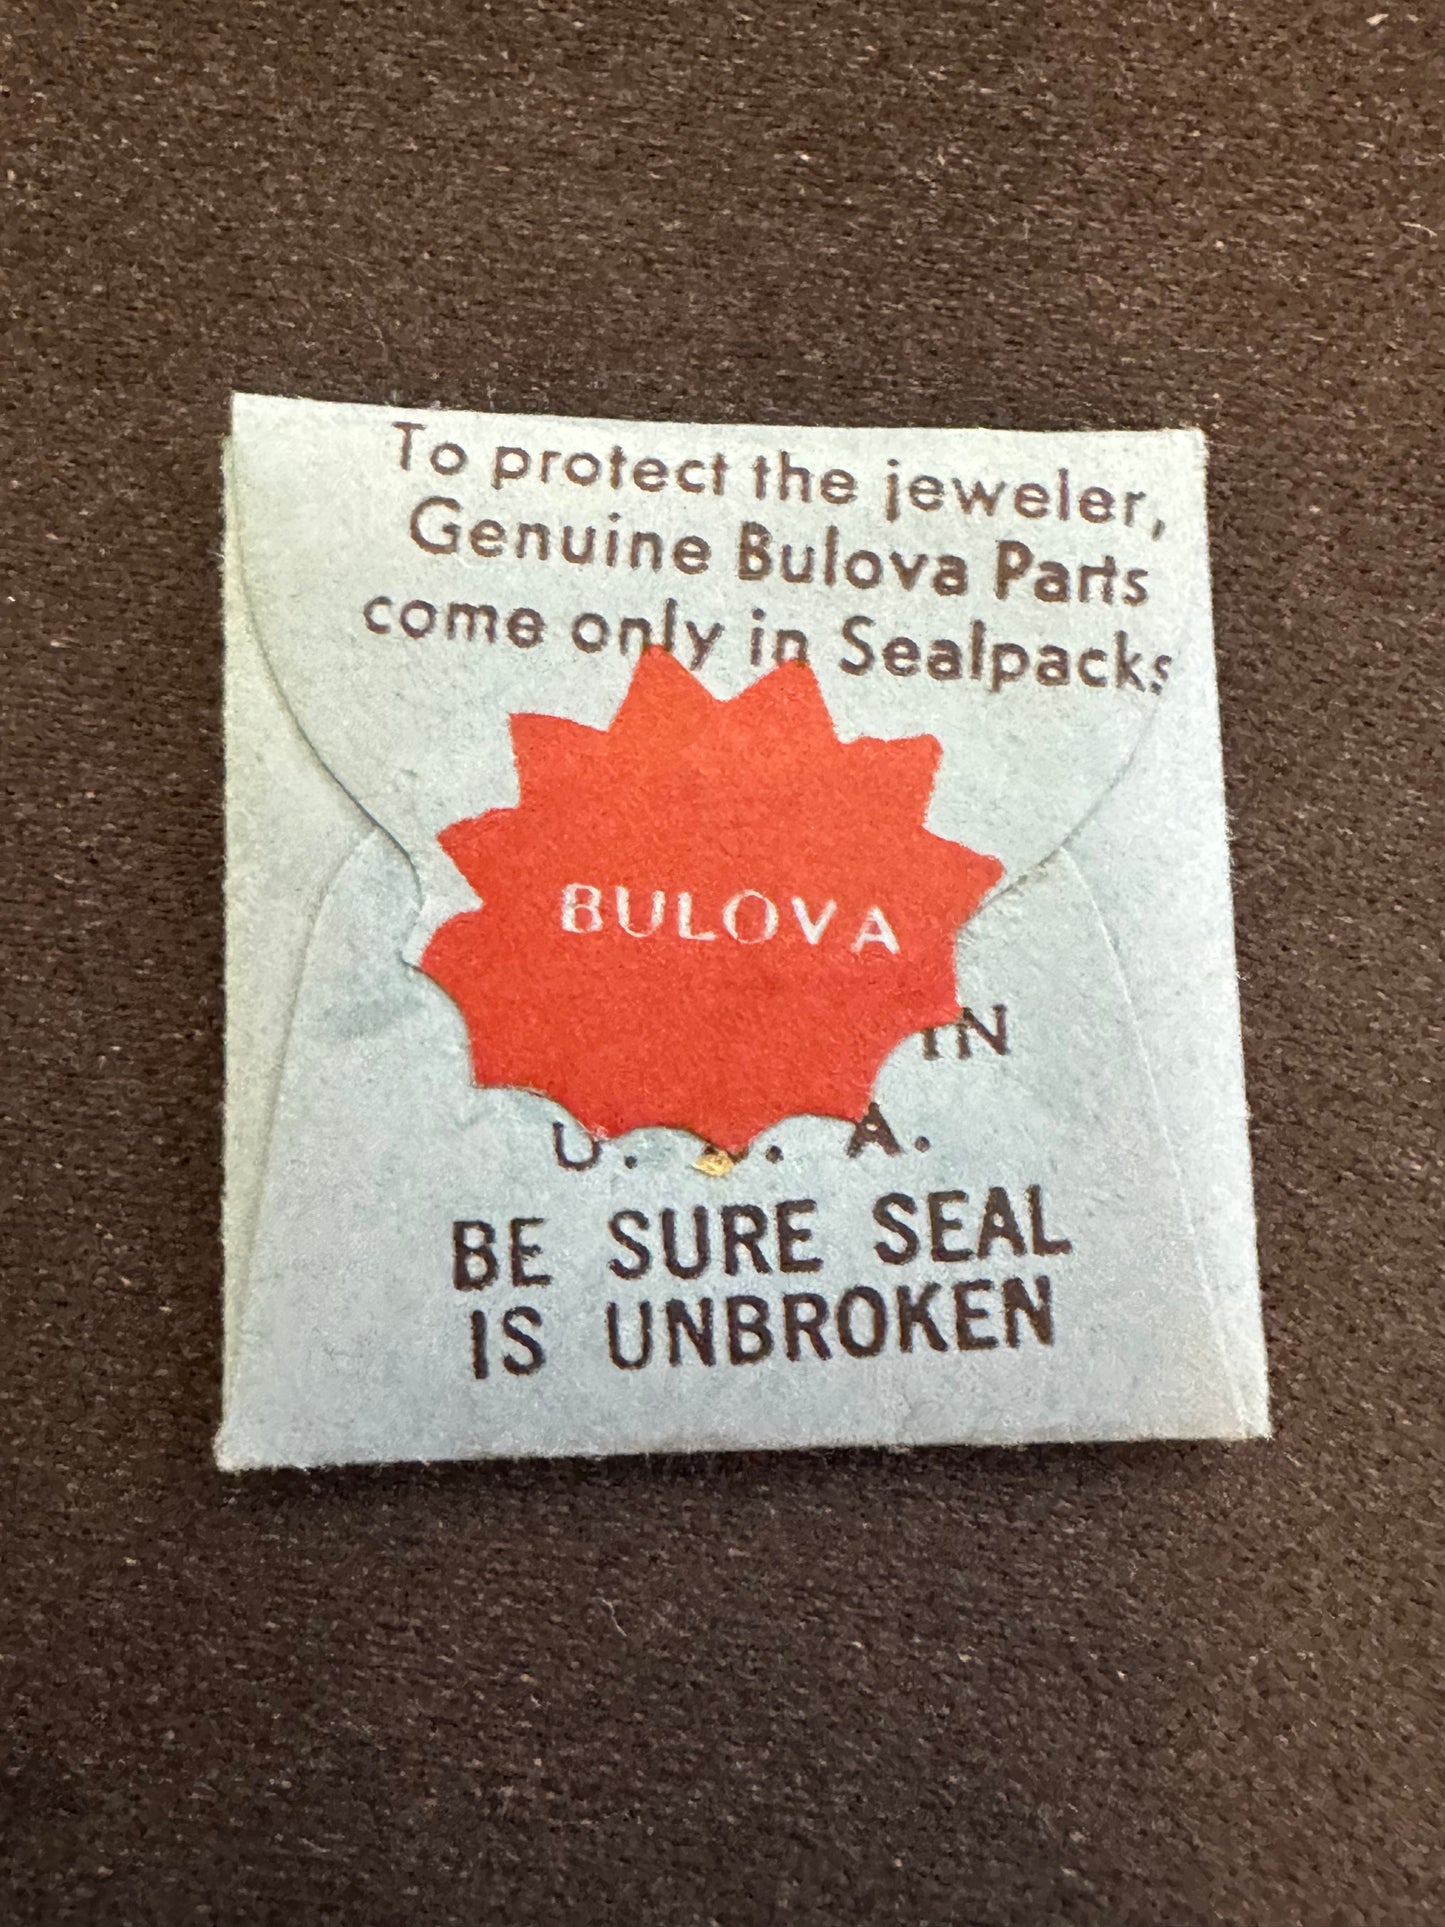 To protect the jeweler,
Genuine Bulova Parts
come only in Sealpacks
BULOVA
IN
U. S. A.
BE SURE SEAL
IS UNBROKEN